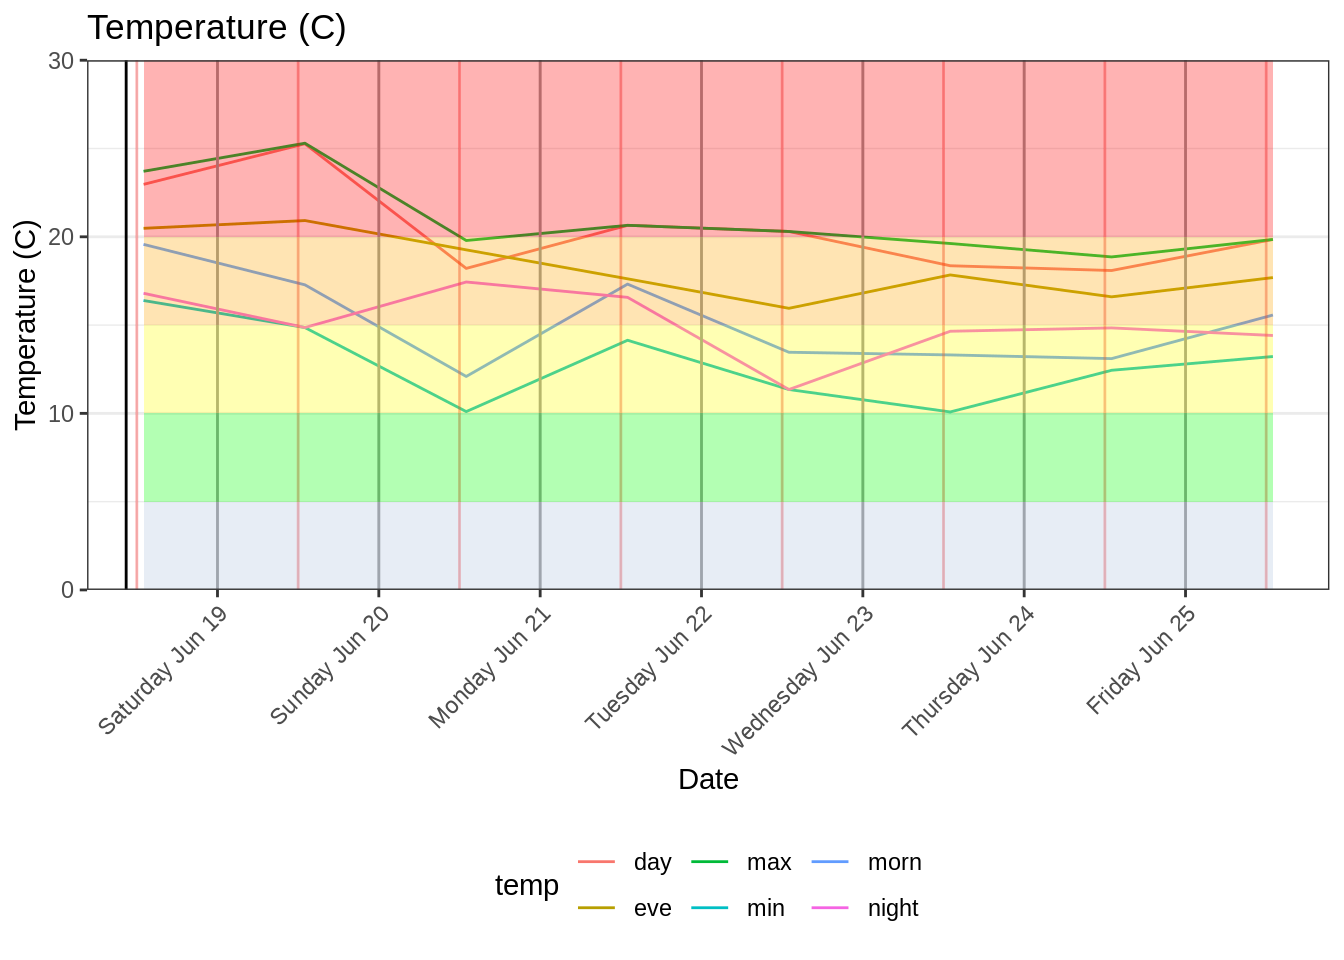 Temperature (C)
Temperature (C)
30
20
10
0
Saturday Jun 19
Sunday Jun 20
Monday Jun 21
Tuesday Jun 22
Wednesday Jun 23
Thursday Jun 24
Friday Jun 25
Date
temp
day
max
morn
eve
min
night